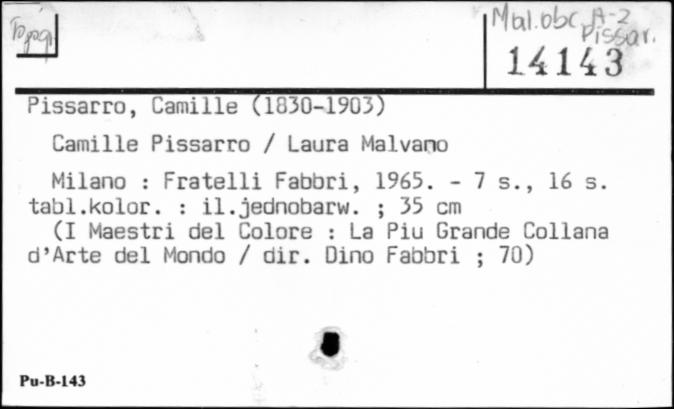 Topogr.
Mal.obc. A-2
Pissar.
14143
Pissarro, Camille (1830-1903)
Camille Pissarro / Laura Malvano
Milano : Fratelli Fabbri, 1965. - 7 s., 16 s.
tabl.kolor. : il.jednobarw. ; 35 cm
(I Maestri del Colore : La Piu Grande Collana
d'Arte del Mondo / dir. Dino Fabbri ; 70)
Pu-B-143